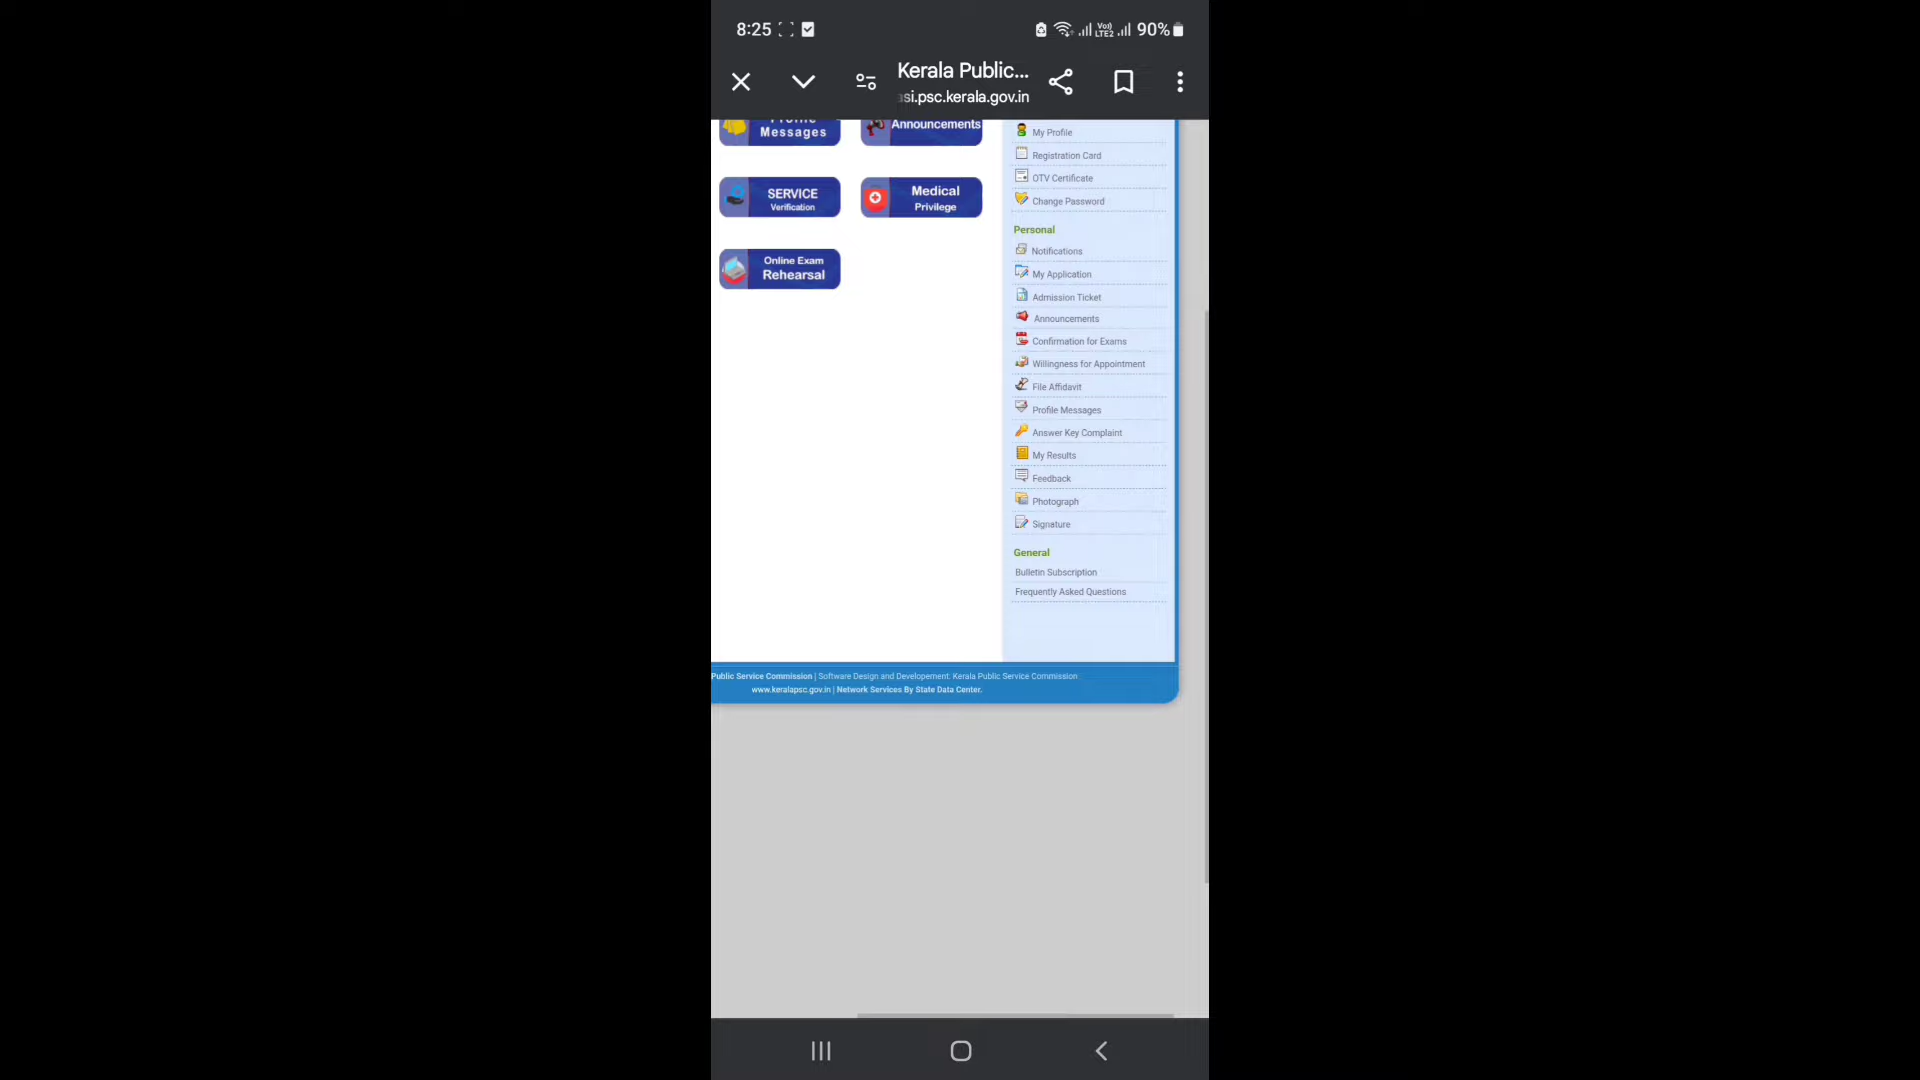 8:25
Vo)) LTE2 90%
Kerala Public...
si.psc.kerala.gov.in
Profile
Messages
Announcements
SERVICE
Verification
Medical
Privilege
Online Exam
Rehearsal
My Profile
Registration Card
OTV Certificate
Change Password
Personal
Notifications
My Application
Admission Ticket
Announcements
Confirmation for Exams
Willingness for Appointment
File Affidavit
Profile Messages
Answer Key Complaint
My Results
Feedback
Photograph
Signature
General
Bulletin Subscription
Frequently Asked Questions
Public Service Commission | Software Design and Developement: Kerala Public Service Commission
www.keralapsc.gov.in | Network Services By State Data Center.